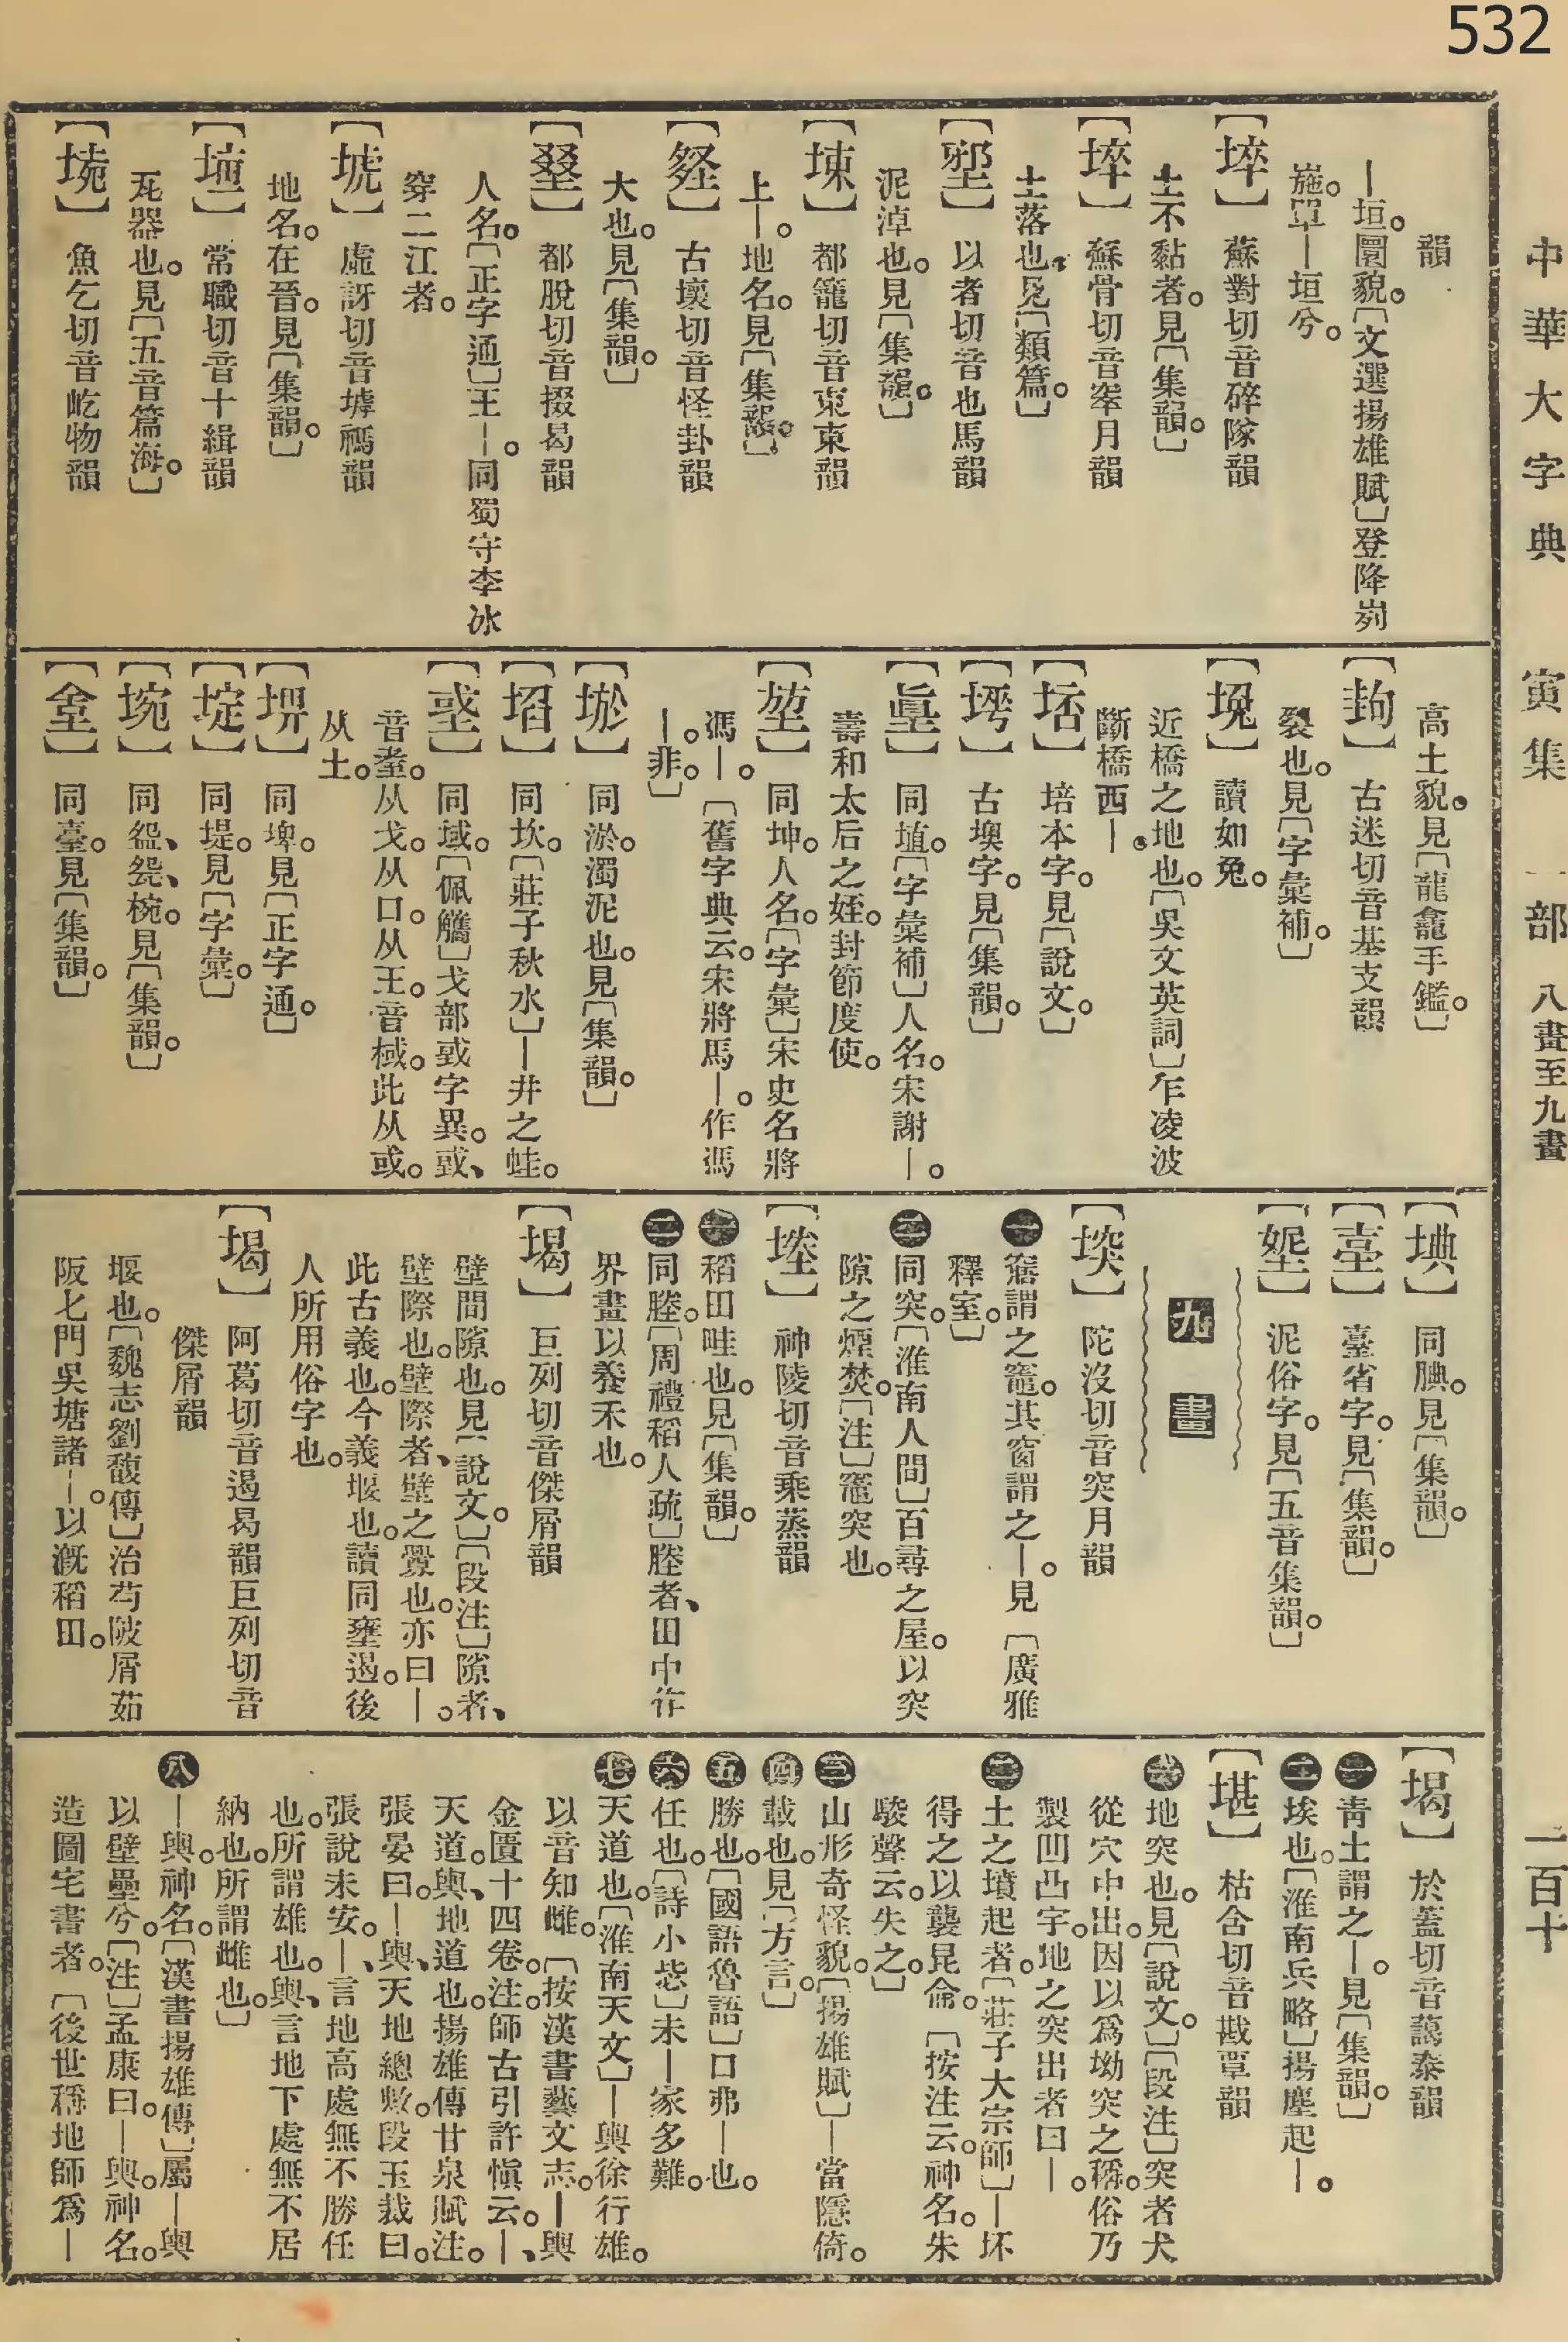 532
中華大字典　寅集　土部　八畫至九畫　一百十
韻
｜垣。圜貌。〔文選揚雄賦〕登降峛
崺。單｜垣兮。
【埣】　蘇對切音碎隊韻
土不黏者。見〔集韻。〕
【埣】　蘇骨切音窣月韻
土落也。見〔類篇。〕
以者切音也馬韻
泥淖也。見〔集韻。〕
【埬】　都籠切音東東韻
上｜。地名。見〔集韻。〕
古壞切音怪卦韻
大也。見〔集韻。〕
都脫切音掇曷韻
人名。〔正字通〕王｜。同蜀守李冰
穿二江者。
【𡋯】　虛訝切音罅禡韻
地名。在晉。見〔集韻。〕
常職切音十緝韻
瓦器也。見〔五音篇海。〕
魚乞切音屹物韻
高土貌。見〔龍龕手鑑。〕
古迷切音基支韻
裂也。見〔字彙補。〕
【堍】　讀如兔。
近橋之地也。〔吳文英詞〕乍凌波
斷橋西｜。
培本字。見〔說文。〕
古堧字。見〔集韻。〕
同埴。〔字彙補〕人名。宋謝｜。
壽和太后之姪。封節度使。
【堃】　同坤。人名。〔字彙〕宋史名將
馮｜。〔舊字典云。宋將馬｜。作馮
｜。非。〕
【埱】　同淤。濁泥也。見〔集韻。〕
【埳】　同坎。〔莊子秋水〕｜井之蛙。
【惑】　同域。〔佩觿〕戈部或字異。或、
音臺。从戈。从口。从王。音棫。此从或。
从土。
同埤。見〔正字通。〕
【埞】　同堤。見〔字彙。〕
【埦】　同盌、㼝、椀。見〔集韻。〕
同臺。見〔集韻。〕
【㙉】　同腆。見〔集韻。〕
臺省字。見〔集韻。〕
泥俗字。見〔五音集韻。〕
九畫
【堗】　陀沒切音突月韻
㊀窹謂之竈。其窗謂之｜。見〔廣雅
釋室。〕
㊁同突。〔淮南人間〕百尋之屋。以突
隙之煙焚。〔注〕竈突也。
【塍】　神陵切音乘蒸韻
㊀稻田畦也。見〔集韻。〕
㊁同塍。〔周禮稻人疏〕塍者、田中作
界畫以養禾也。
【堨】　巨列切音傑屑韻
壁間隙也。見〔說文。〕〔段注〕隙者、
壁際也。壁際者、壁之釁也。亦曰｜。
此古義也。今義堰也。讀同壅遏。後
人所用俗字也。
【堨】　阿葛切音遏曷韻巨列切音
傑屑韻
堰也。〔魏志劉馥傳〕治芍陂屑茹
阪七門吳塘諸｜。以溉稻田。
【堨】　於蓋切音藹泰韻
㊀青土謂之｜。見〔集韻。〕
㊁埃也。〔淮南兵略〕揚塵起｜。
【堪】　枯含切音戡覃韻
㊀地突也。見〔說文。〕〔段注〕突者犬
從穴中出。因以爲坳突之稱。俗乃
製凹凸字。地之突出者曰｜。
㊁土之墳起者。〔莊子大宗師〕｜坏
得之以襲昆侖。〔按注云。神名。朱
駿聲云。失之。〕
㊂山形奇怪貌。〔揚雄賦〕｜當隱倚。
㊃載也。見〔方言。〕
㊄勝也。〔國語魯語〕口弗｜也。
㊅任也。〔詩小毖〕未｜家多難。
㊆天道也。〔淮南天文〕｜輿徐行雄。
以音知雌。〔按漢書藝文志。｜輿
金匱十四卷。注。師古引許愼云。｜、
天道。輿、地道也。揚雄傳甘泉賦注。
張晏曰。｜輿、天地總數。段玉裁曰。
張說未安。｜、言地高處無不勝任
也。所謂雄也。輿、言地下處無不居
納也。所謂雌也。〕
㊇｜輿。神名。〔漢書揚雄傳〕屬｜輿
以壁壘兮。〔注〕孟康曰。｜輿。神名。
造圖宅書者。〔後世稱地師爲｜